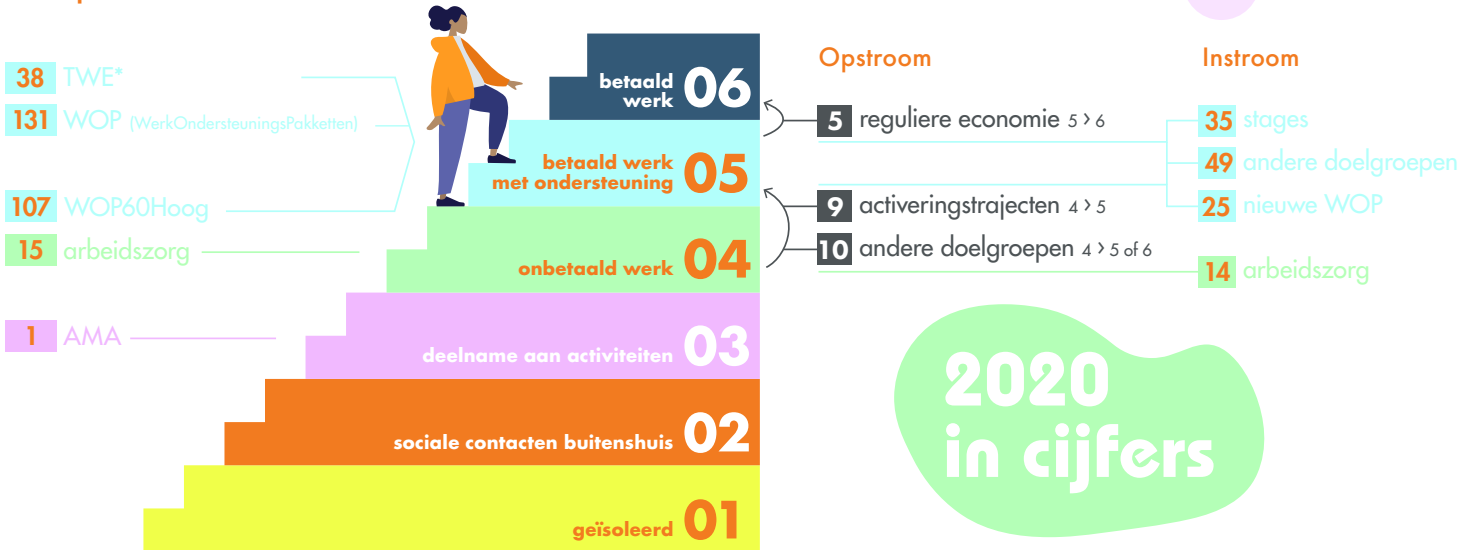 38 TWE*
131 WOP (WerkOndersteuningsPakketten)
107 WOP60Hoog
15 arbeidszorg
1 AMA
betaald
werk 06
betaald werk
met ondersteuning 05
onbetaald werk 04
deelname aan activiteiten 03
sociale contacten buitenshuis 02
geïsoleerd 01
Opstroom
5 reguliere economie 5 › 6
9 activeringstrajecten 4 › 5
10 andere doelgroepen 4 › 5 of 6
Instroom
35 stages
49 andere doelgroepen
25 nieuwe WOP
14 arbeidszorg
2020
in cijfers